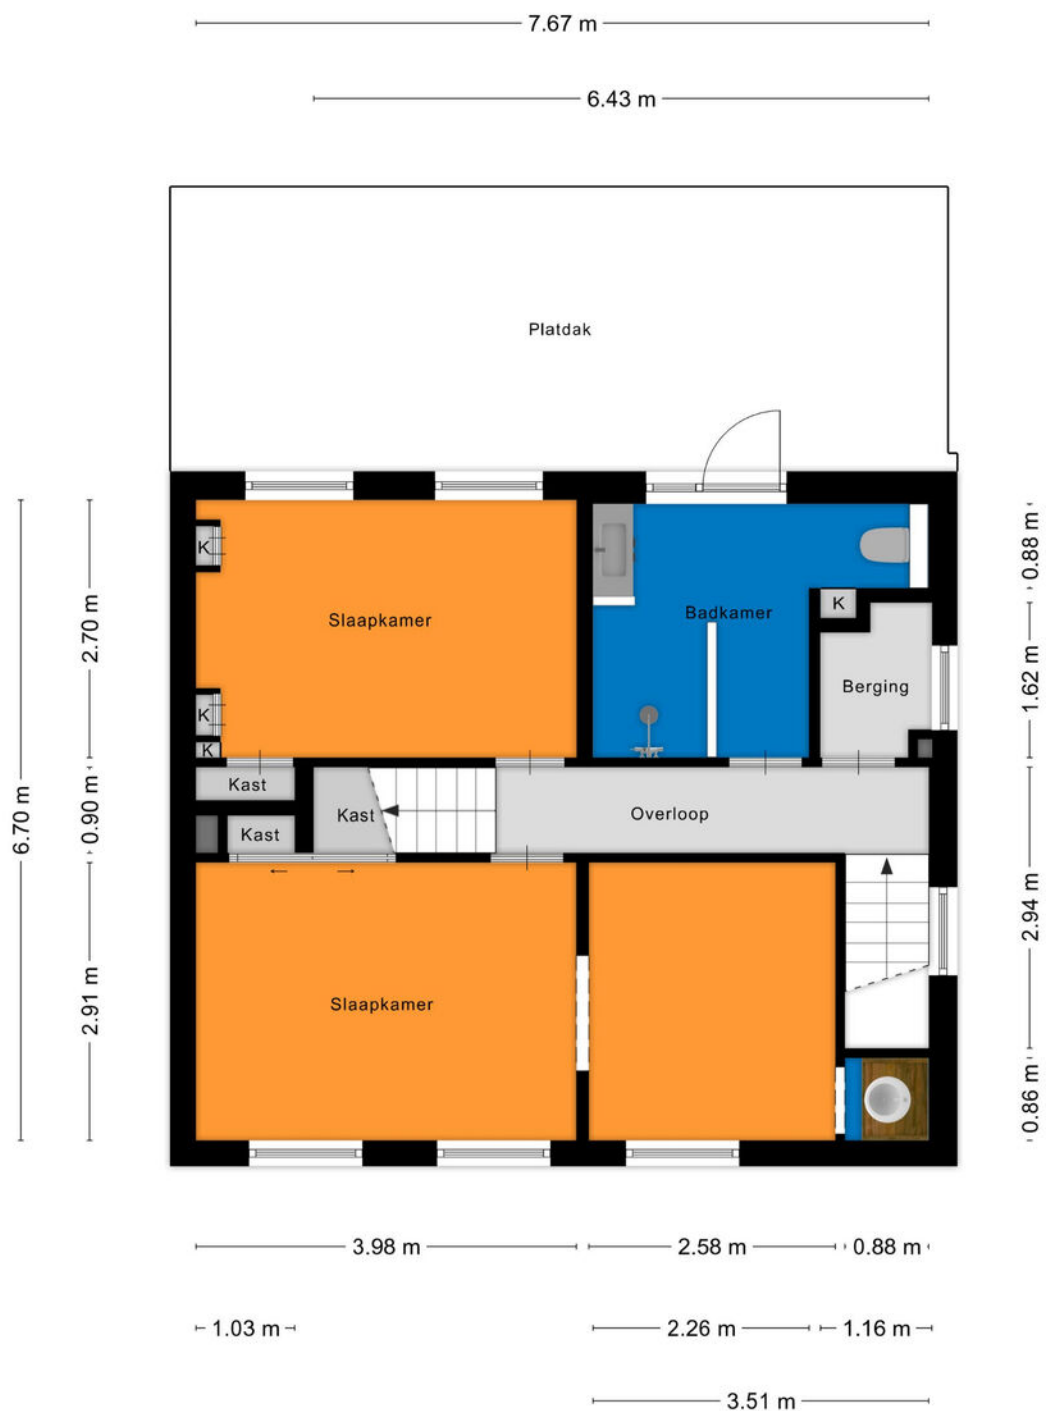 7.67 m
6.43 m
Platdak
K
Slaapkamer
Badkamer
K
Berging
K
K
Kast
Kast
Kast
Overloop
Slaapkamer
6.70 m
2.70 m
0.90 m
2.91 m
0.88 m
1.62 m
2.94 m
0.86 m
3.98 m
2.58 m
0.88 m
1.03 m
2.26 m
1.16 m
3.51 m